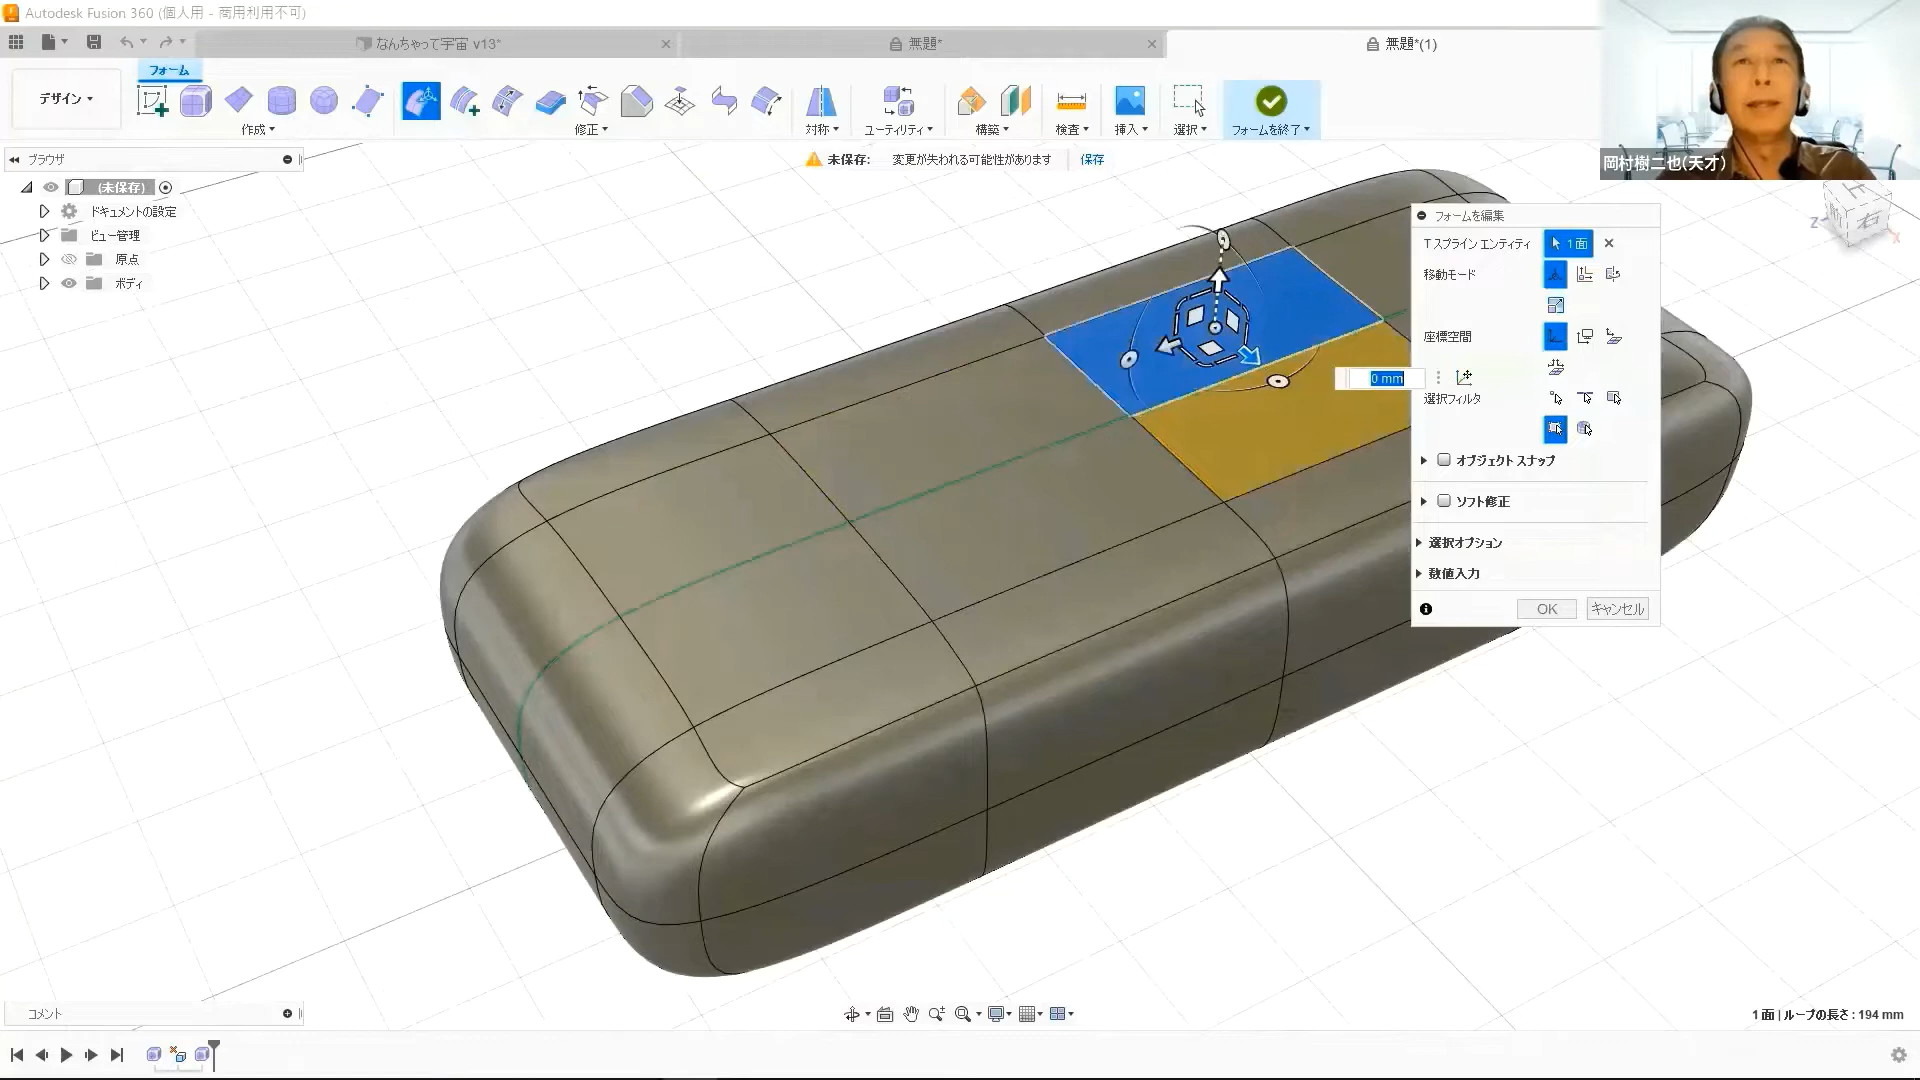 Autodesk Fusion 360 (個人用 - 商用利用不可)
なんちゃって宇宙 v13*
無題*
無題*(1)
フォーム
デザイン
作成
修正
対称
ユーティリティ
構築
検査
挿入
選択
フォームを終了
岡村樹二也(天才)
ブラウザ
未保存: 変更が失われる可能性があります 保存
(未保存)
ドキュメントの設定
ビュー管理
原点
ボディ
フォームを編集
T スプライン エンティティ 1 面
移動モード
座標空間
0 mm
選択フィルタ
オブジェクト スナップ
ソフト修正
選択オプション
数値入力
OK キャンセル
右
Z
X
コメント
1 面 | ループの長さ : 194 mm